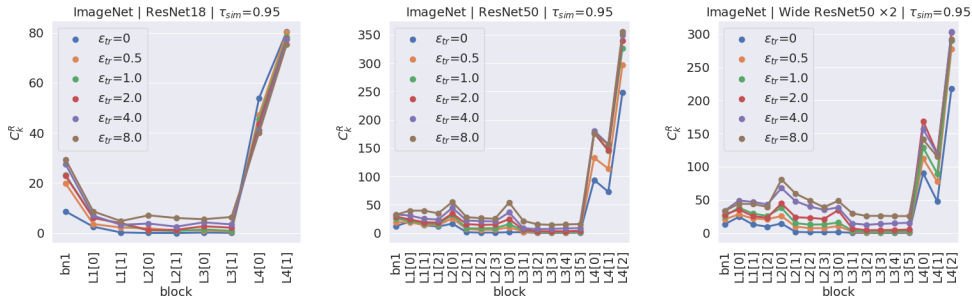 ImageNet | ResNet18 | τsim=0.95
80
60
40
20
0
C_k^R
εtr=0
εtr=0.5
εtr=1.0
εtr=2.0
εtr=4.0
εtr=8.0
bn1
L1[0]
L1[1]
L2[0]
L2[1]
L3[0]
L3[1]
L4[0]
L4[1]
block
ImageNet | ResNet50 | τsim=0.95
350
300
250
200
150
100
50
0
C_k^R
εtr=0
εtr=0.5
εtr=1.0
εtr=2.0
εtr=4.0
εtr=8.0
bn1
L1[0]
L1[1]
L1[2]
L2[0]
L2[1]
L2[2]
L2[3]
L3[0]
L3[1]
L3[2]
L3[3]
L3[4]
L3[5]
L4[0]
L4[1]
L4[2]
block
ImageNet | Wide ResNet50 ×2 | τsim=0.95
300
250
200
150
100
50
0
C_k^R
εtr=0
εtr=0.5
εtr=1.0
εtr=2.0
εtr=4.0
εtr=8.0
bn1
L1[0]
L1[1]
L1[2]
L2[0]
L2[1]
L2[2]
L2[3]
L3[0]
L3[1]
L3[2]
L3[3]
L3[4]
L3[5]
L4[0]
L4[1]
L4[2]
block